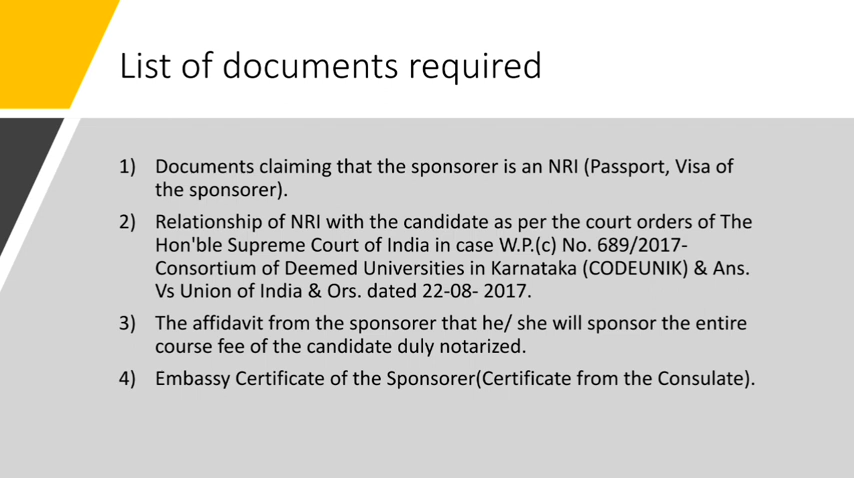 List of documents required
1) Documents claiming that the sponsorer is an NRI (Passport, Visa of
the sponsorer).
2) Relationship of NRI with the candidate as per the court orders of The
Hon'ble Supreme Court of India in case W.P.(c) No. 689/2017-
Consortium of Deemed Universities in Karnataka (CODEUNIK) & Ans.
Vs Union of India & Ors. dated 22-08- 2017.
3) The affidavit from the sponsorer that he/ she will sponsor the entire
course fee of the candidate duly notarized.
4) Embassy Certificate of the Sponsorer(Certificate from the Consulate).